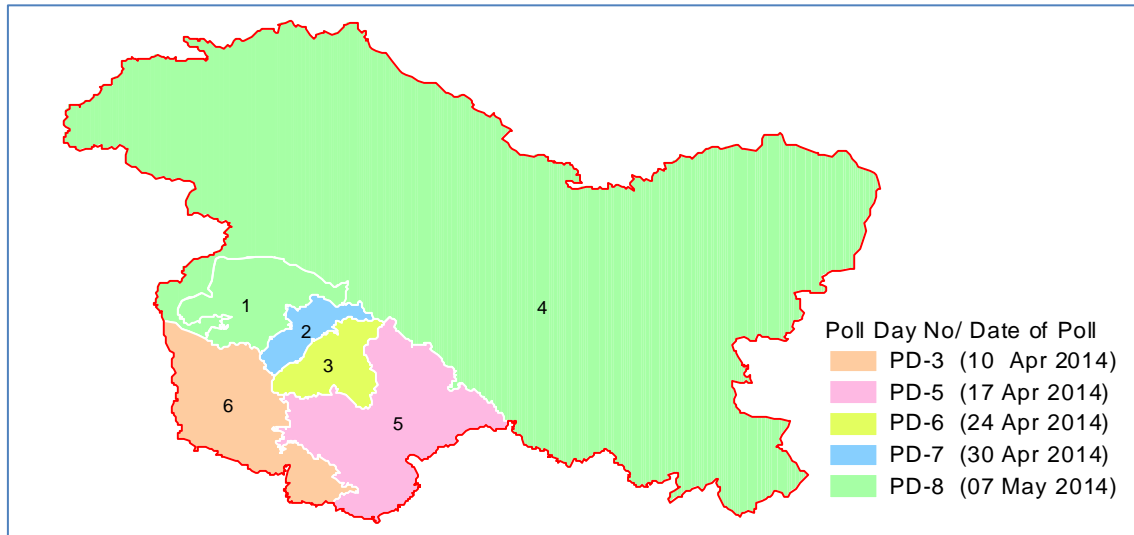 4
1
2
3
6
5
Poll Day No/ Date of Poll
PD-3 (10 Apr 2014)
PD-5 (17 Apr 2014)
PD-6 (24 Apr 2014)
PD-7 (30 Apr 2014)
PD-8 (07 May 2014)